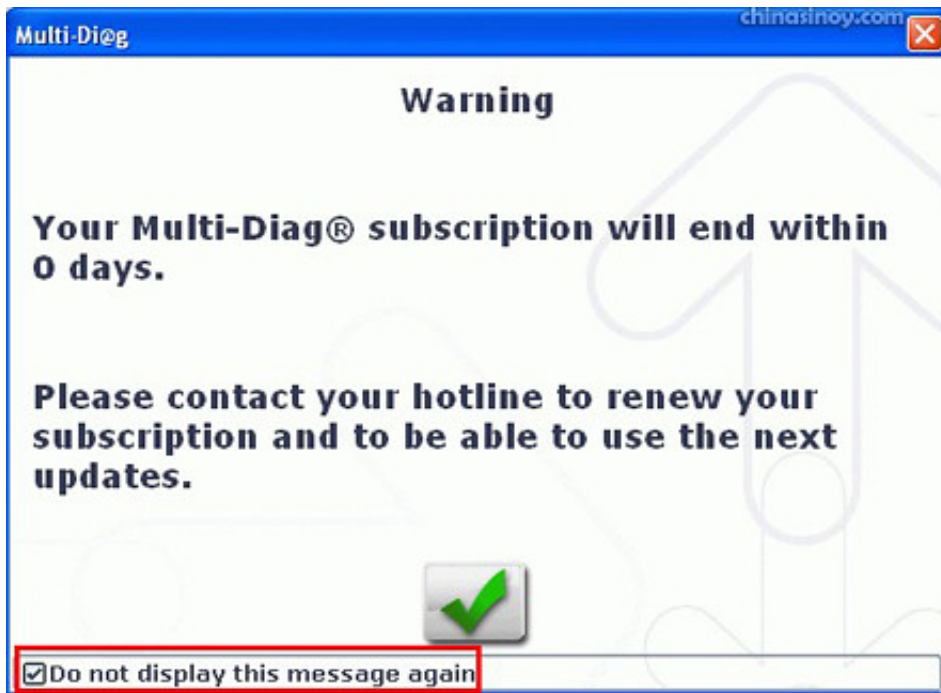 chinasinoy.com
Multi-Di@g
Warning
Your Multi-Diag® subscription will end within
0 days.
Please contact your hotline to renew your
subscription and to be able to use the next
updates.
Do not display this message again